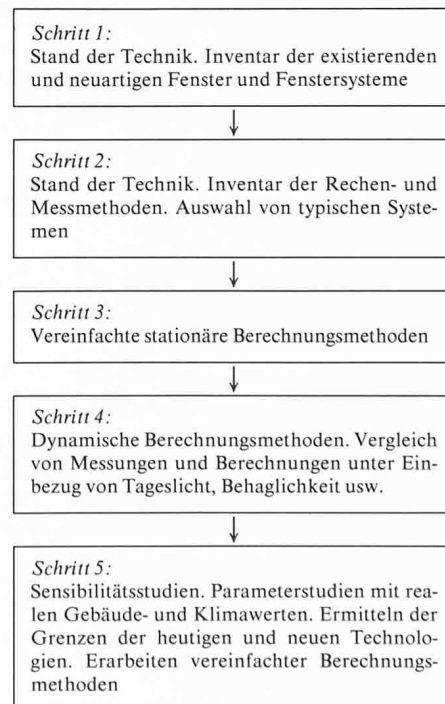 Schritt 1:
Stand der Technik. Inventar der existierenden
und neuartigen Fenster und Fenstersysteme
Schritt 2:
Stand der Technik. Inventar der Rechen- und
Messmethoden. Auswahl von typischen Syste-
men
Schritt 3:
Vereinfachte stationäre Berechnungsmethoden
Schritt 4:
Dynamische Berechnungsmethoden. Vergleich
von Messungen und Berechnungen unter Ein-
bezug von Tageslicht, Behaglichkeit usw.
Schritt 5:
Sensibilitätsstudien. Parameterstudien mit rea-
len Gebäude- und Klimawerten. Ermitteln der
Grenzen der heutigen und neuen Technolo-
gien. Erarbeiten vereinfachter Berechnungs-
methoden